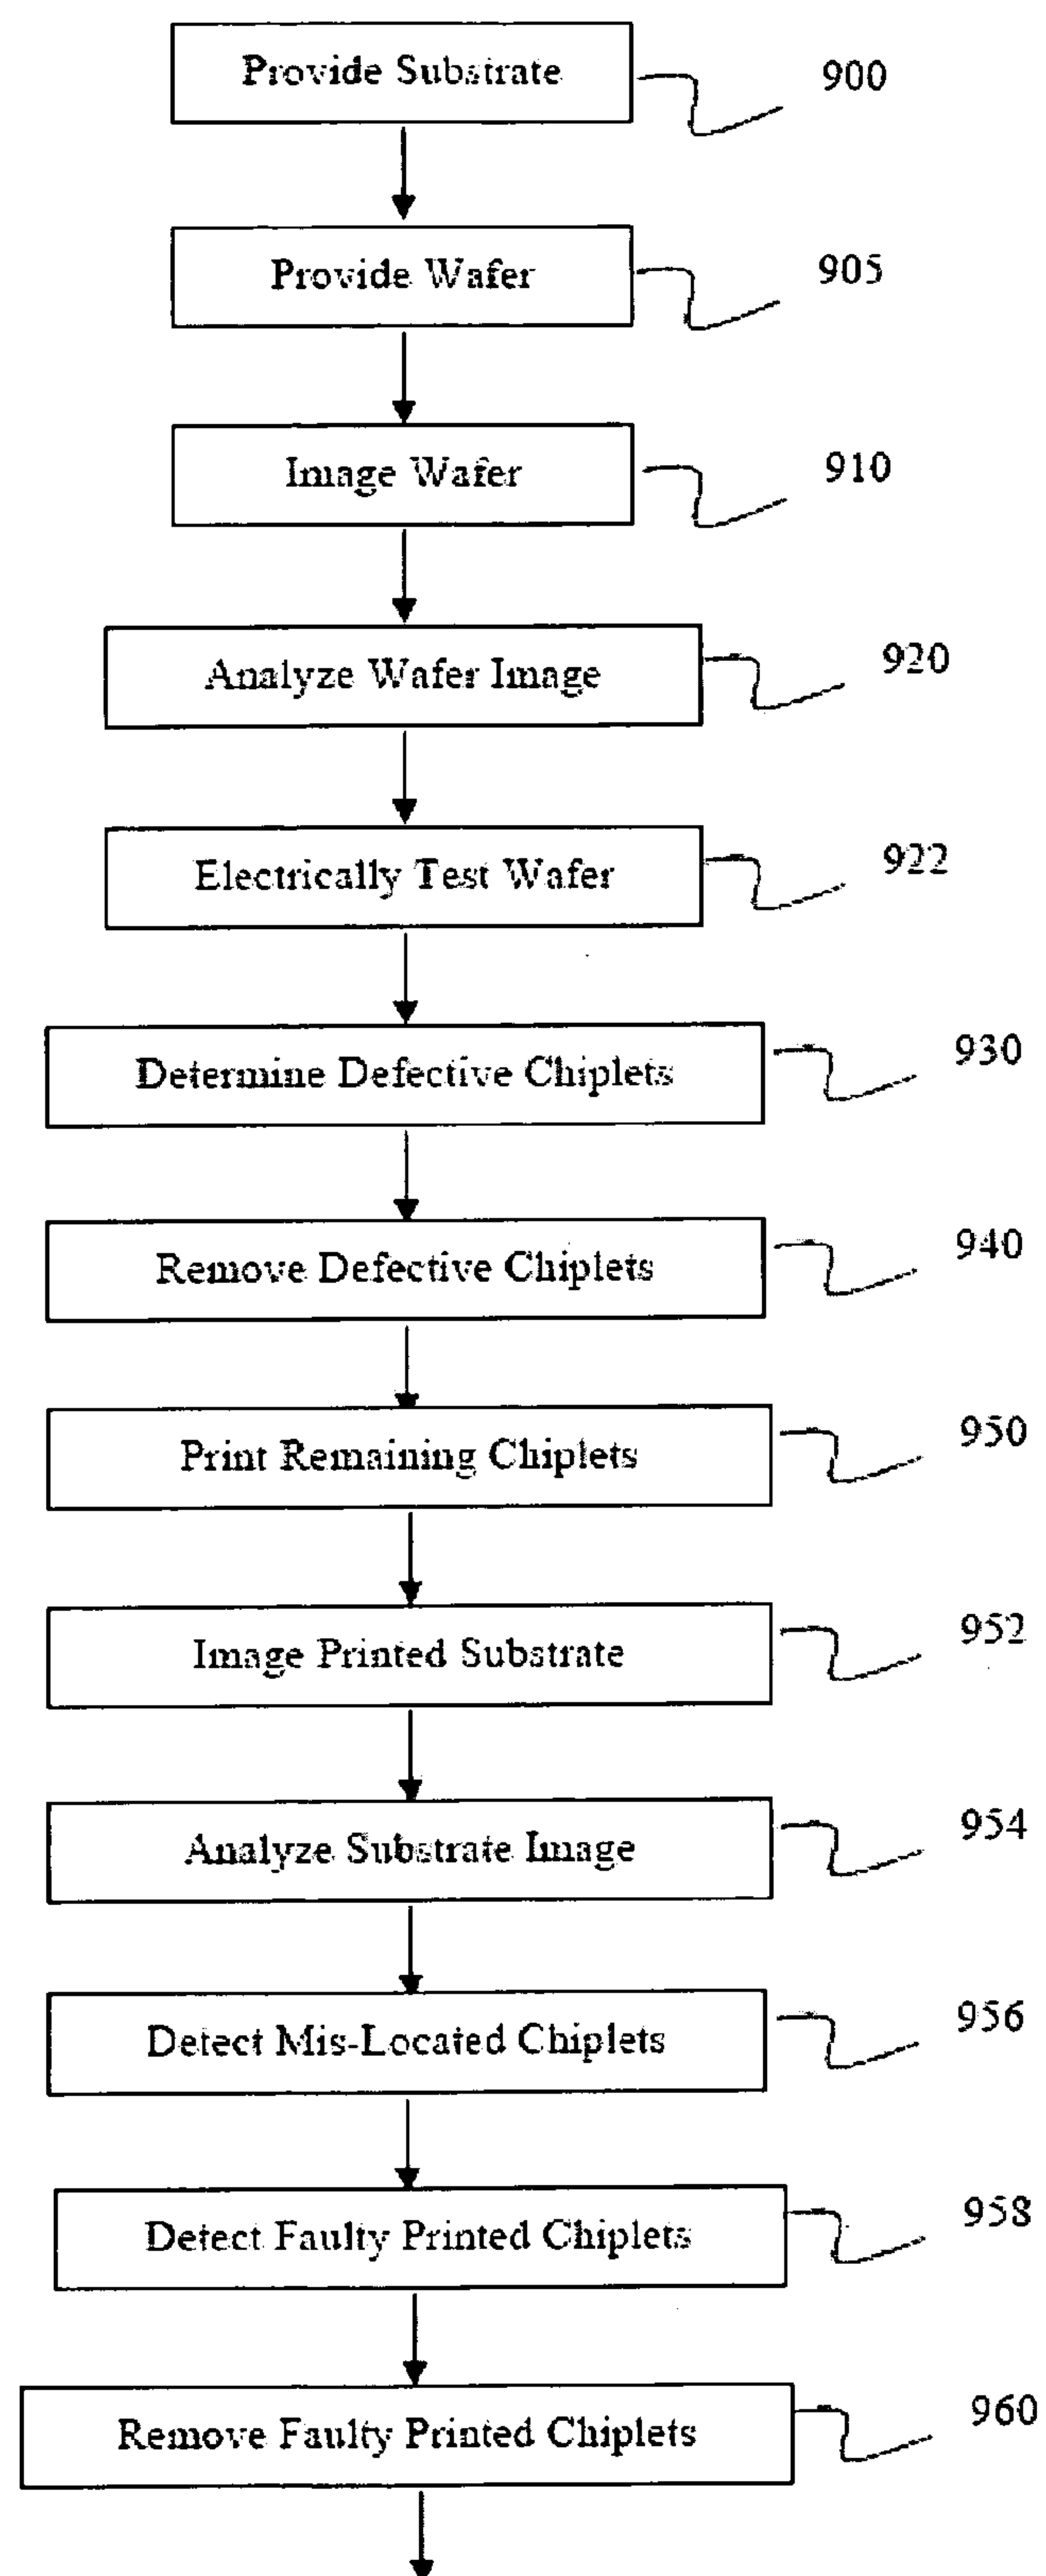 Provide Substrate 900
Provide Wafer 905
Image Wafer 910
Analyze Wafer Image 920
Electrically Test Wafer 922
Determine Defective Chiplets 930
Remove Defective Chiplets 940
Print Remaining Chiplets 950
Image Printed Substrate 952
Analyze Substrate Image 954
Detect Mis-Located Chiplets 956
Detect Faulty Printed Chiplets 958
Remove Faulty Printed Chiplets 960